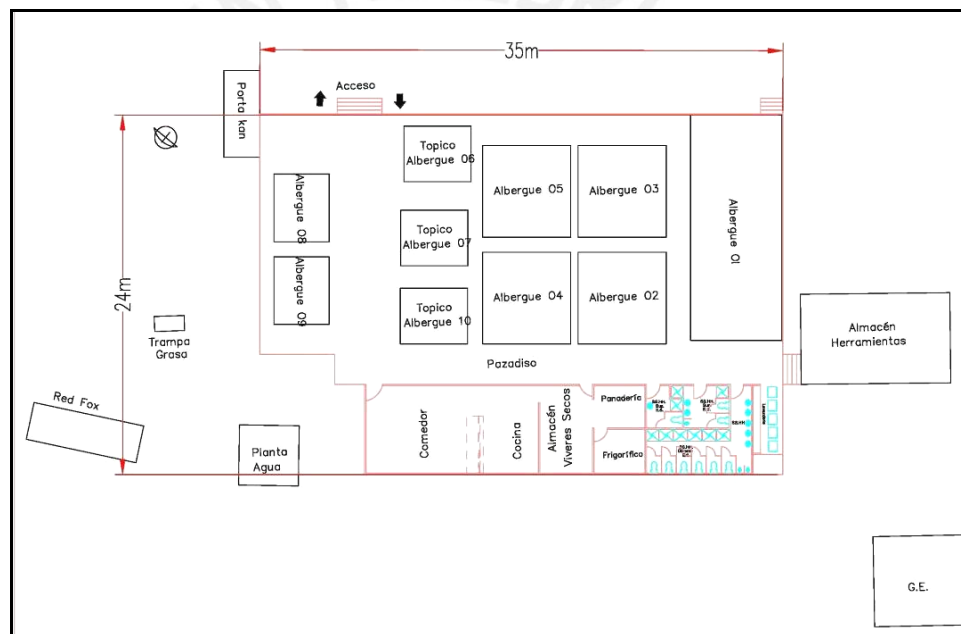 35m
Acceso
Porta kan
24m
Topico
Albergue 06
Albergue 05
Albergue 03
Albergue 01
Albergue 08
Topico
Albergue 07
Albergue 09
Topico
Albergue 10
Albergue 04
Albergue 02
Almacén
Herramientas
Trampa
Grasa
Pazadiso
Red Fox
Planta
Agua
Comedor
Cocina
Almacén
Viveres Secos
Panadería
Frigorífico
SS.HH.
G.E.